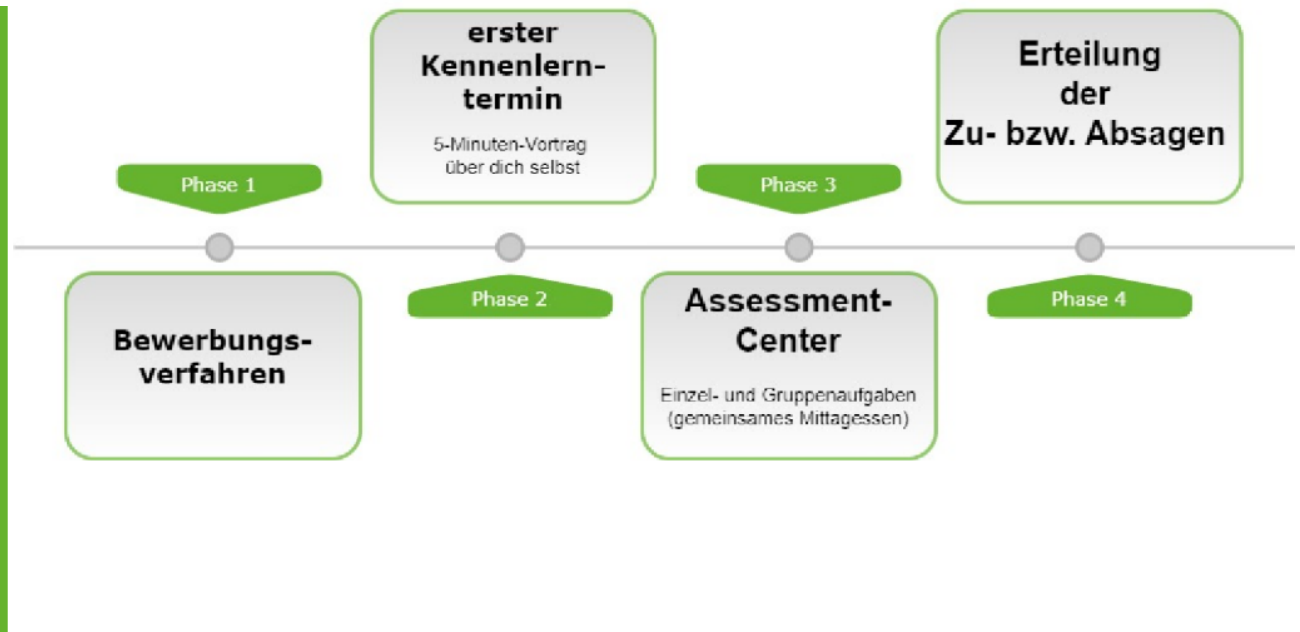 Phase 1
Bewerbungs-
verfahren
erster
Kennenlern-
termin
5-Minuten-Vortrag
über dich selbst
Phase 2
Phase 3
Assessment-
Center
Einzel- und Gruppenaufgaben
(gemeinsames Mittagessen)
Erteilung
der
Zu- bzw. Absagen
Phase 4